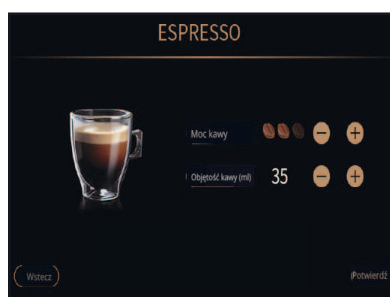 ESPRESSO
Moc kawy
Objętość kawy (ml) 35
Wstecz
Potwierdź